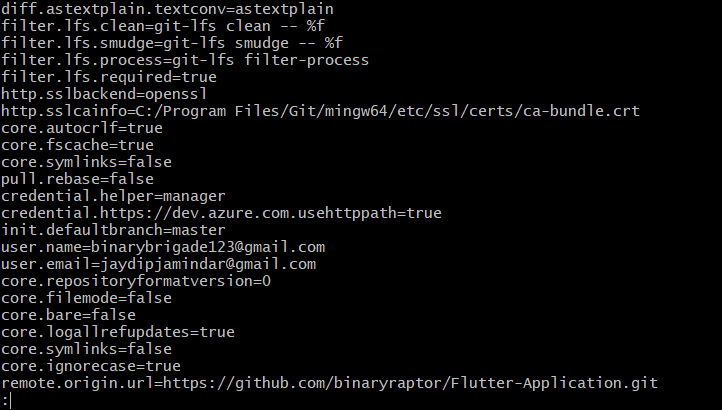 diff.astextplain.textconv=astextplain
filter.lfs.clean=git-lfs clean -- %f
filter.lfs.smudge=git-lfs smudge -- %f
filter.lfs.process=git-lfs filter-process
filter.lfs.required=true
http.sslbackend=openssl
http.sslcainfo=C:/Program Files/Git/mingw64/etc/ssl/certs/ca-bundle.crt
core.autocrlf=true
core.fscache=true
core.symlinks=false
pull.rebase=false
credential.helper=manager
credential.https://dev.azure.com.usehttppath=true
init.defaultbranch=master
user.name=binarybrigade123@gmail.com
user.email=jaydipjamindar@gmail.com
core.repositoryformatversion=0
core.filemode=false
core.bare=false
core.logallrefupdates=true
core.symlinks=false
core.ignorecase=true
remote.origin.url=https://github.com/binaryraptor/Flutter-Application.git
: